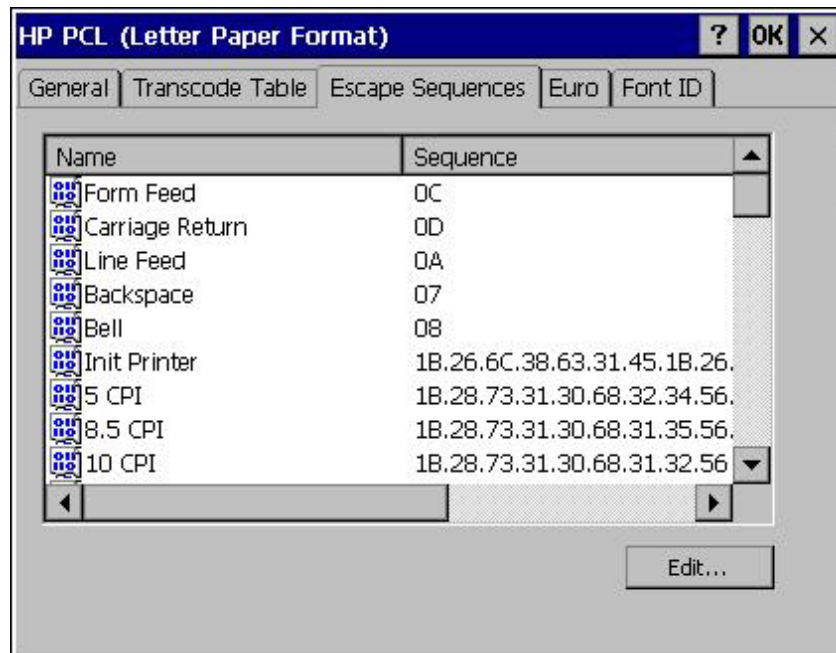 HP PCL (Letter Paper Format) ? OK ×
General Transcode Table Escape Sequences Euro Font ID
Name Sequence
Form Feed 0C
Carriage Return 0D
Line Feed 0A
Backspace 07
Bell 08
Init Printer 1B.26.6C.38.63.31.45.1B.26.
5 CPI 1B.28.73.31.30.68.32.34.56.
8.5 CPI 1B.28.73.31.30.68.31.35.56.
10 CPI 1B.28.73.31.30.68.31.32.56
Edit...